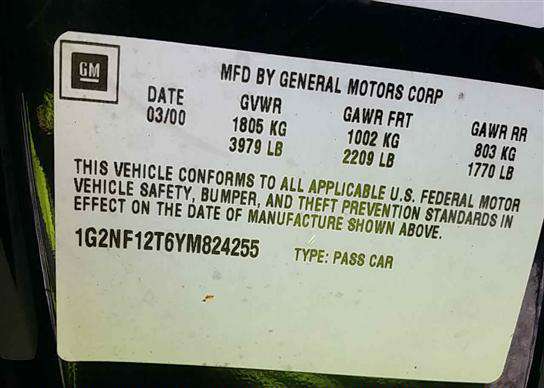 GM
MFD BY GENERAL MOTORS CORP
DATE GVWR GAWR FRT GAWR RR
03/00 1805 KG 1002 KG 803 KG
3979 LB 2209 LB 1770 LB
THIS VEHICLE CONFORMS TO ALL APPLICABLE U.S. FEDERAL MOTOR
VEHICLE SAFETY, BUMPER, AND THEFT PREVENTION STANDARDS IN
EFFECT ON THE DATE OF MANUFACTURE SHOWN ABOVE.
1G2NF12T6YM824255 TYPE: PASS CAR